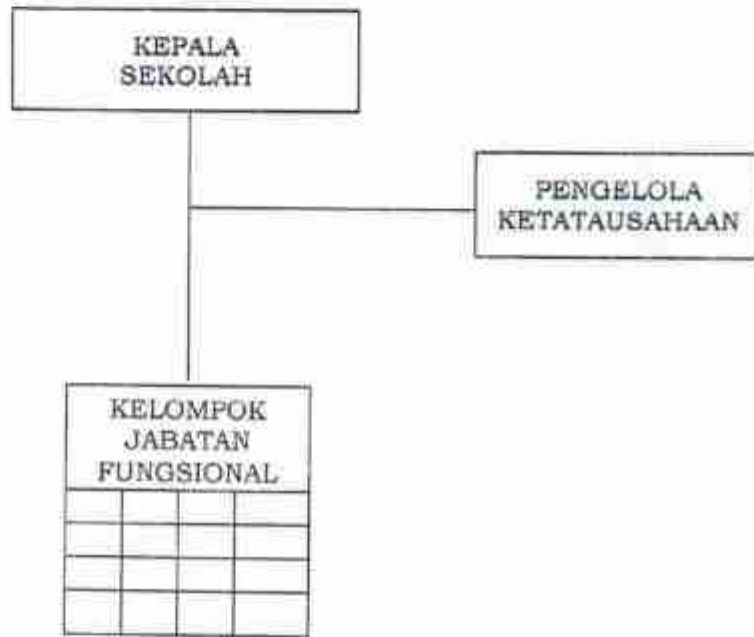 KEPALA
SEKOLAH
PENGELOLA
KETATAUSAHAAN
KELOMPOK
JABATAN
FUNGSIONAL